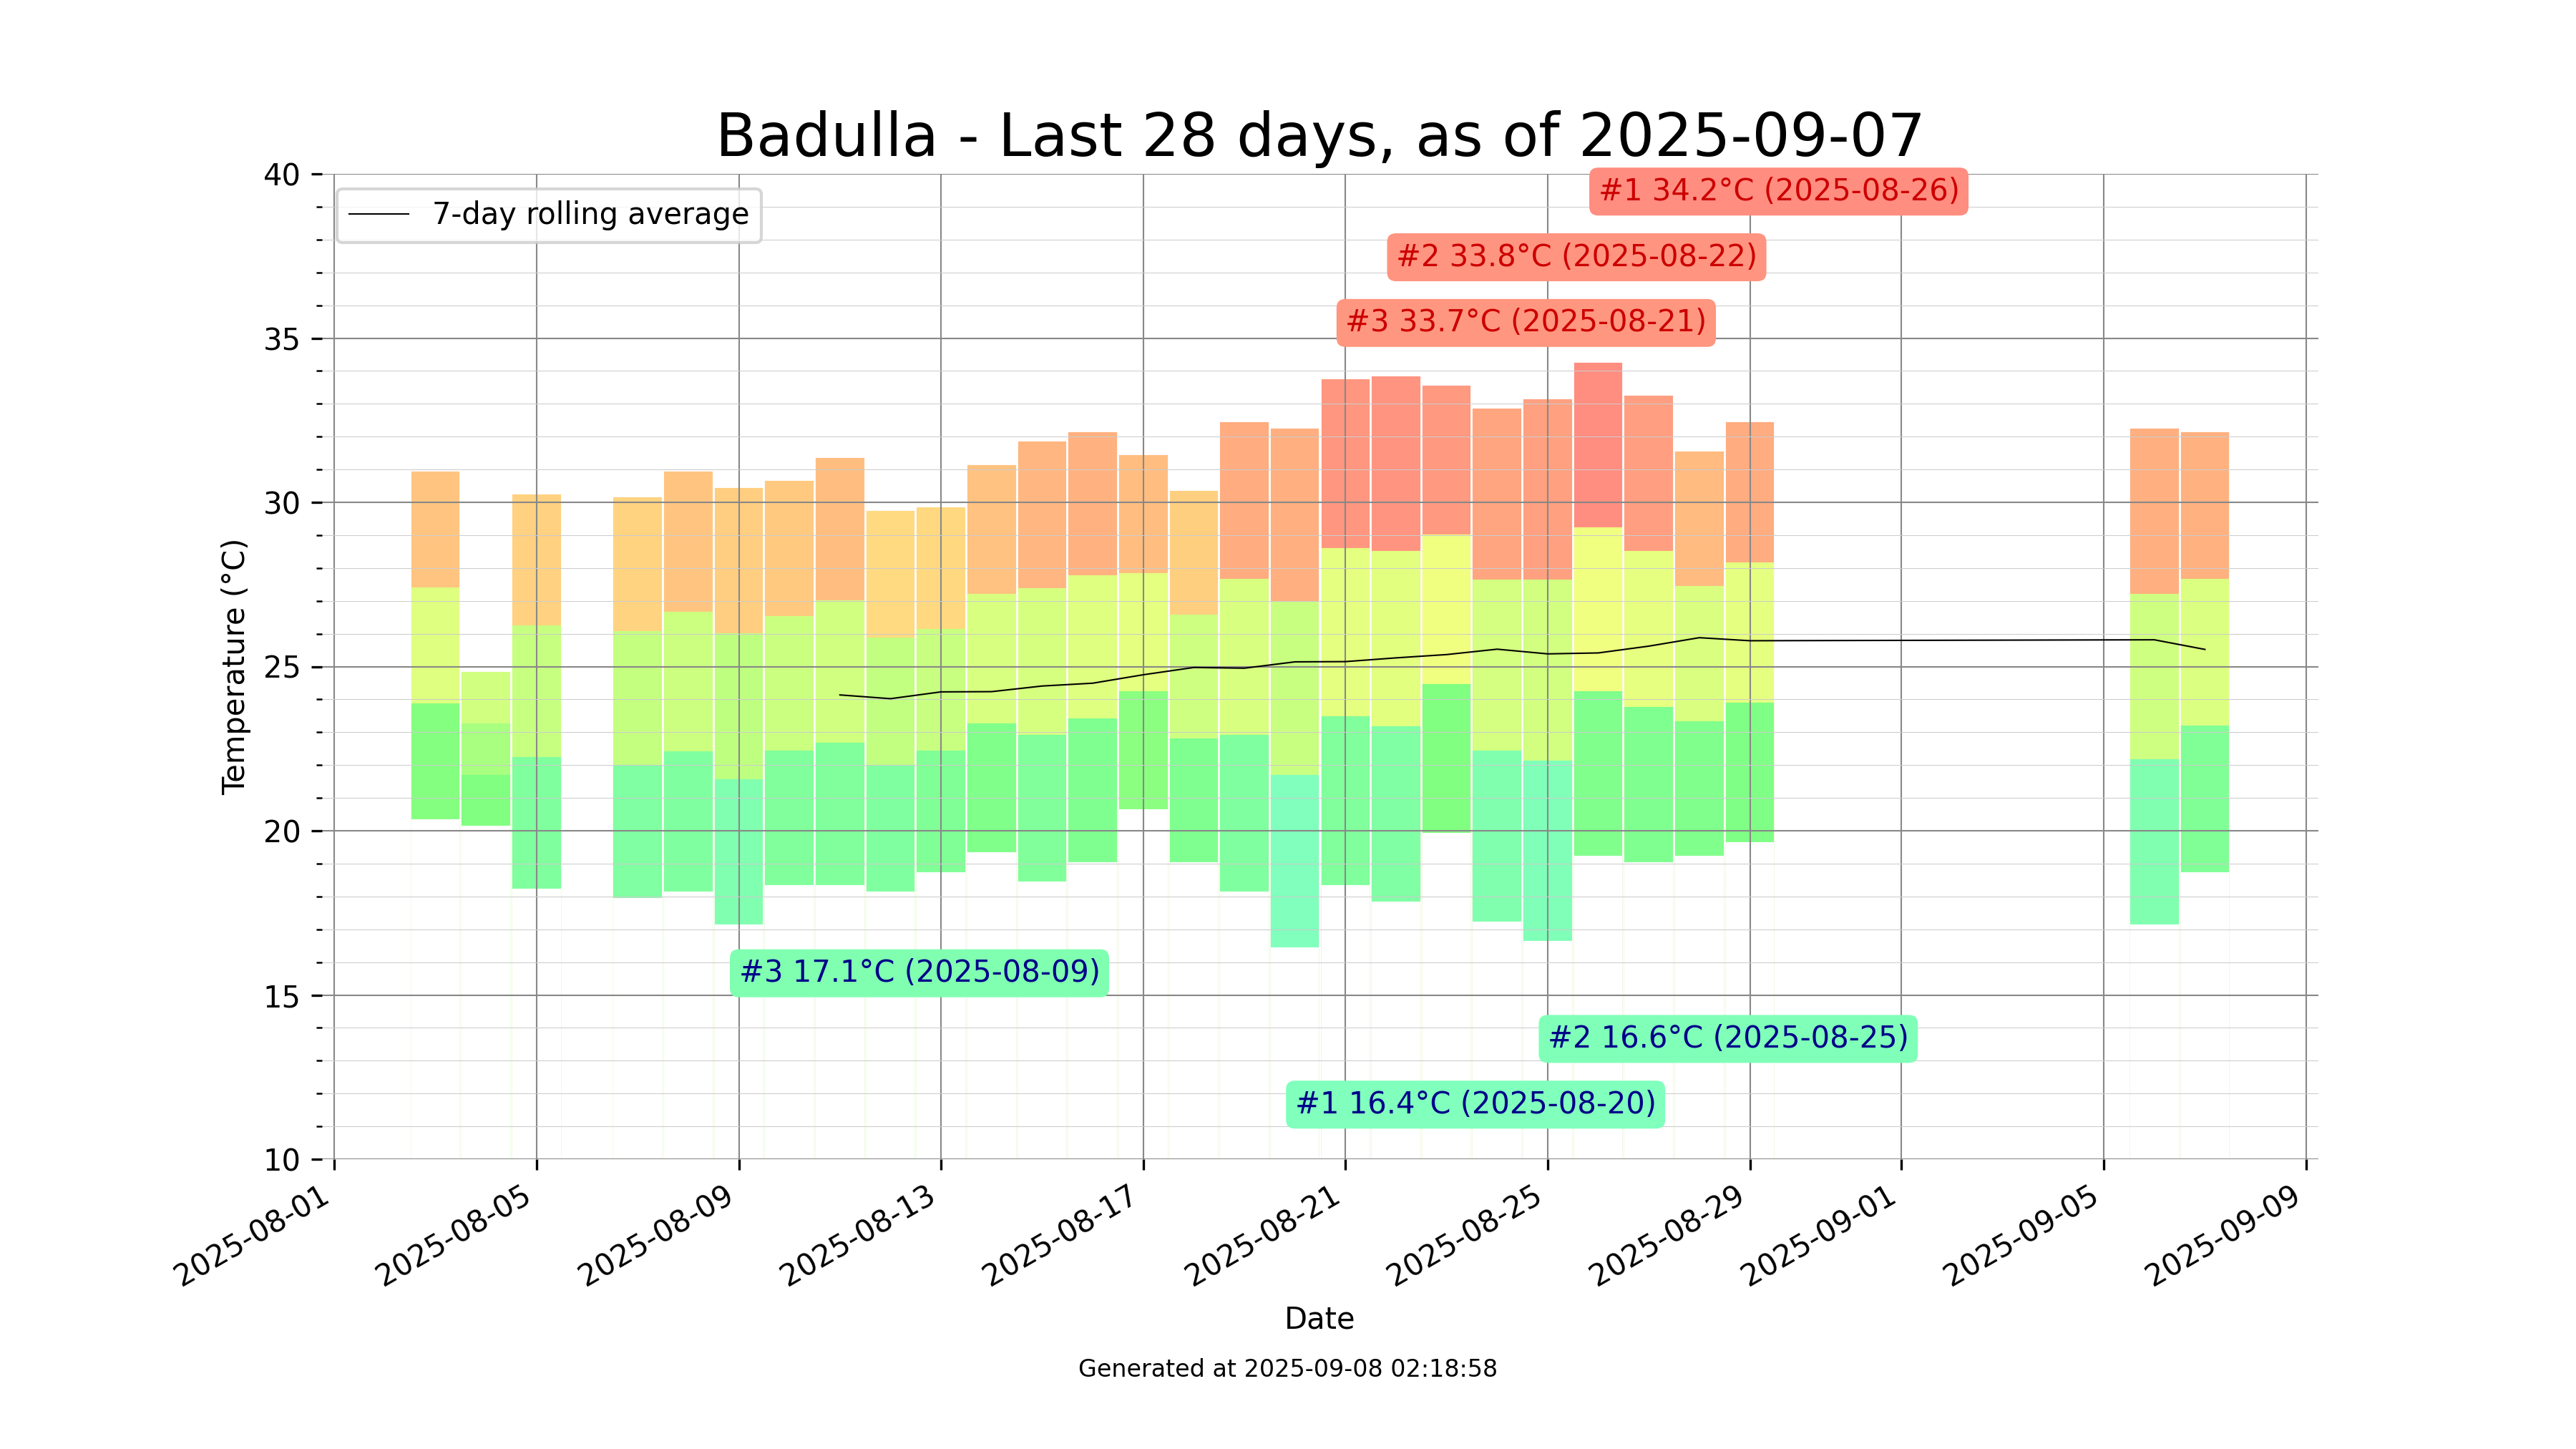 Badulla - Last 28 days, as of 2025-09-07
7-day rolling average
#1 34.2°C (2025-08-26)
#2 33.8°C (2025-08-22)
#3 33.7°C (2025-08-21)
#3 17.1°C (2025-08-09)
#2 16.6°C (2025-08-25)
#1 16.4°C (2025-08-20)
Temperature (°C)
40
35
30
25
20
15
10
2025-08-01
2025-08-05
2025-08-09
2025-08-13
2025-08-17
2025-08-21
2025-08-25
2025-08-29
2025-09-01
2025-09-05
2025-09-09
Date
Generated at 2025-09-08 02:18:58